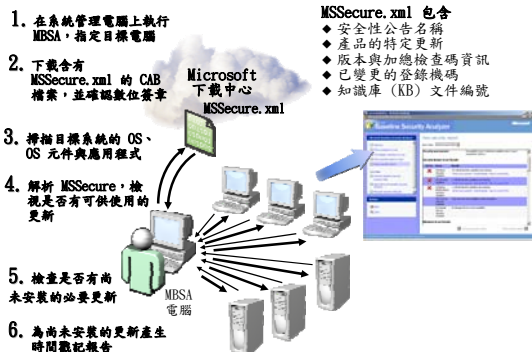 1. 在系統管理電腦上執行
MBSA，指定目標電腦
2. 下載含有
MSSecure.xml 的 CAB
檔案，並確認數位簽章
3. 掃描目標系統的 OS、
OS 元件與應用程式
4. 解析 MSSecure，檢
視是否有可供使用的
更新
5. 檢查是否有尚
未安裝的必要更新
6. 為尚未安裝的更新產生
時間戳記報告
Microsoft
下載中心
MSSecure.xml
MBSA
電腦
MSSecure.xml 包含
◆ 安全性公告名稱
◆ 產品的特定更新
◆ 版本與加總檢查碼資訊
◆ 已變更的登錄機碼
◆ 知識庫 (KB) 文件編號
Baseline Security Analyzer